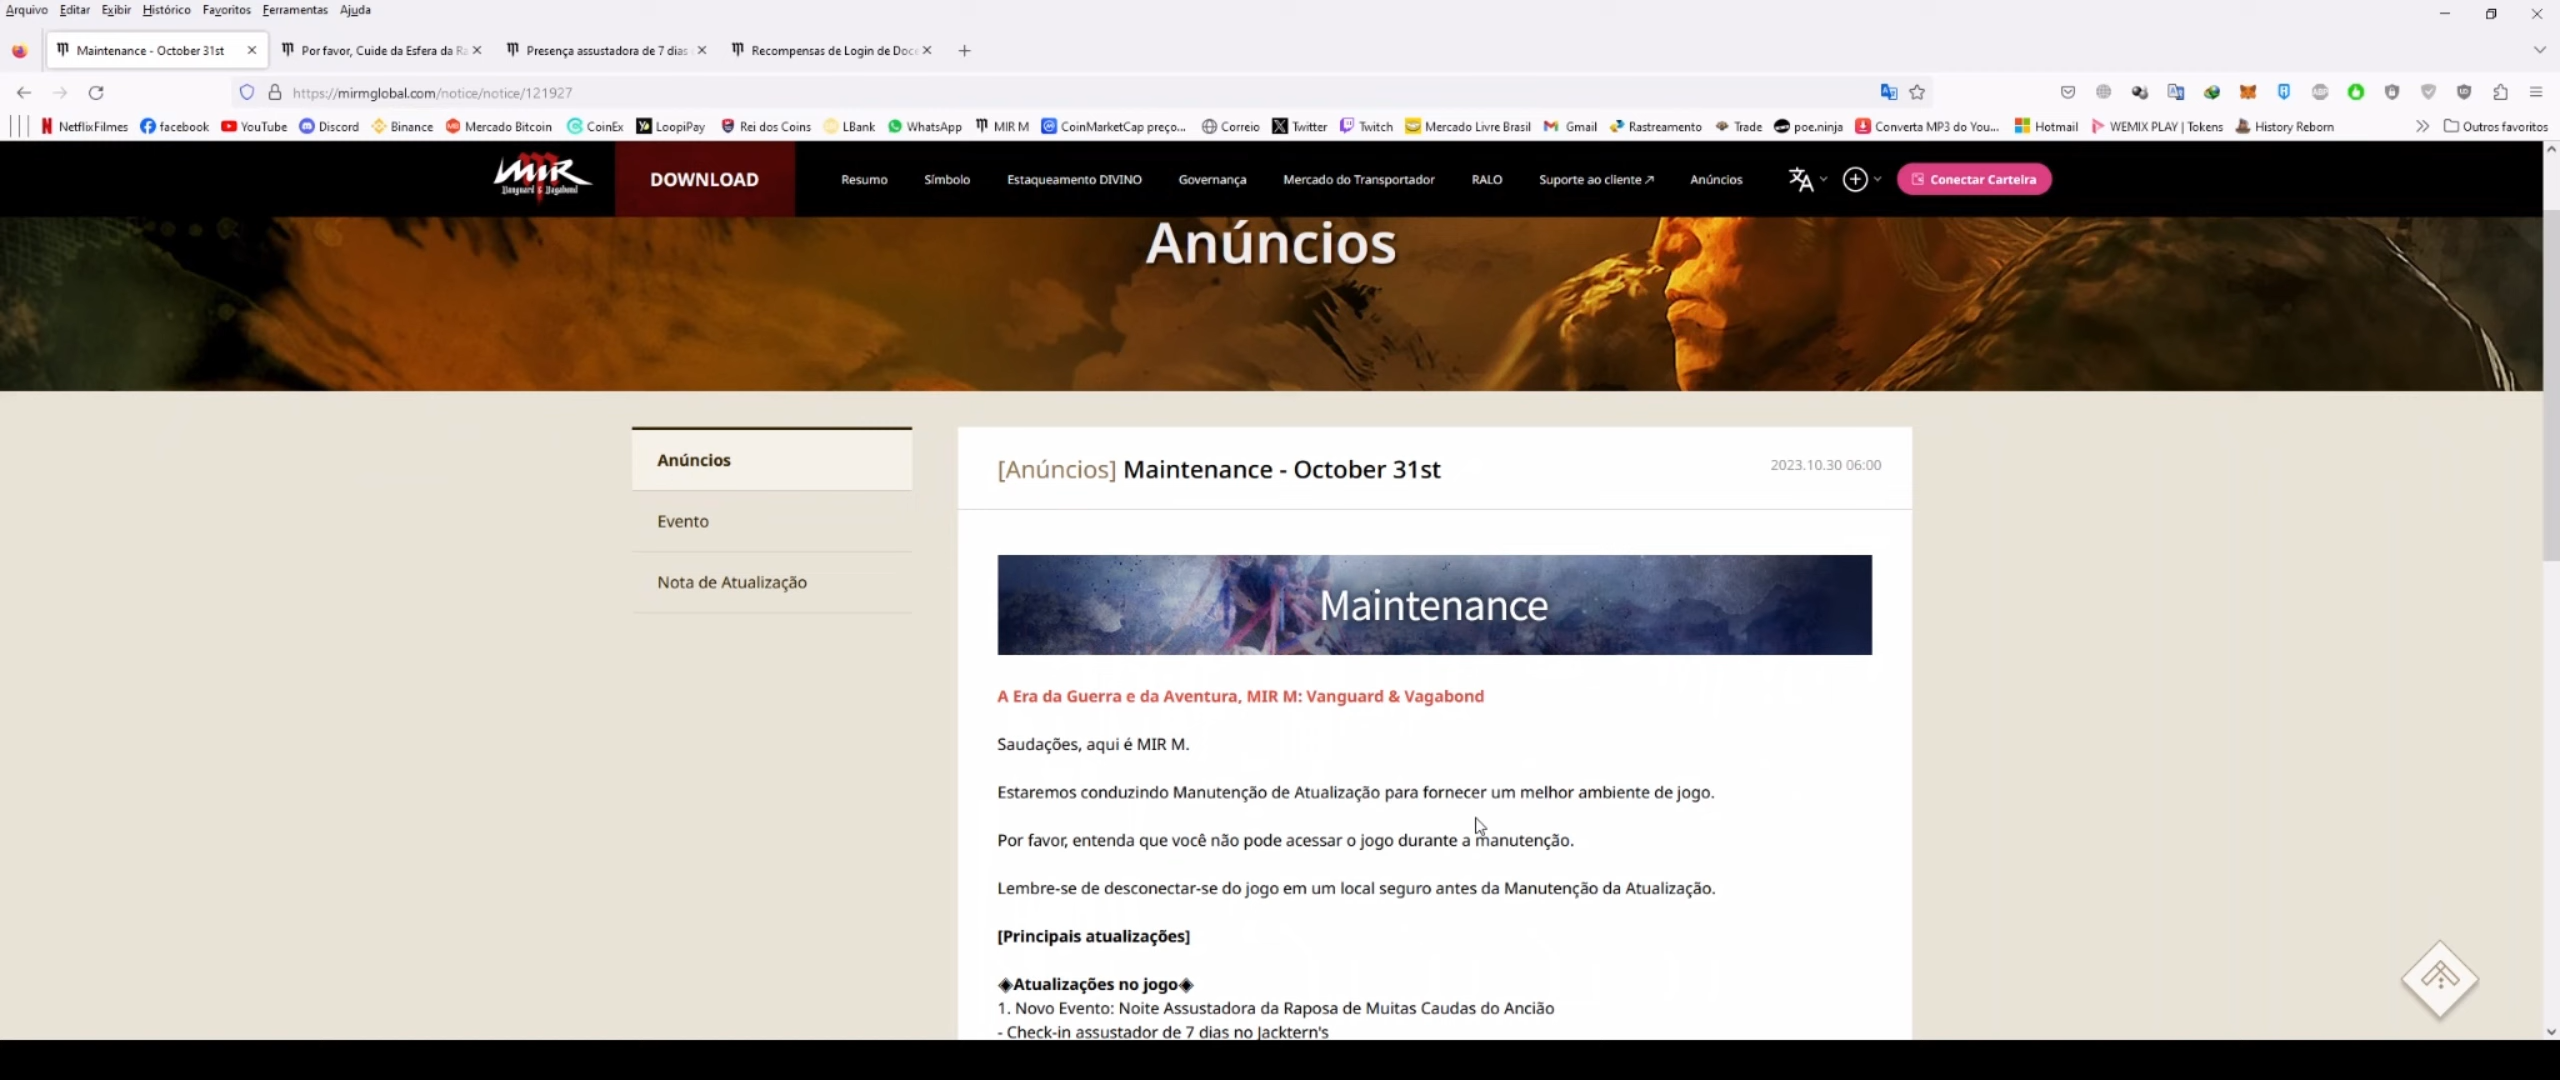 Arquivo Editar Exibir Histórico Favoritos Ferramentas Ajuda
Maintenance - October 31st
Por favor, Cuide da Esfera da Ra
Presença assustadora de 7 dias
Recompensas de Login de Doc
https://mirmglobal.com/notice/notice/121927
NetflixFilmes facebook YouTube Discord Binance Mercado Bitcoin CoinEx LoopiPay Rei dos Coins LBank WhatsApp MIR M CoinMarketCap preço... Correio Twitter Twitch Mercado Livre Brasil Gmail Rastreamento Trade poe.ninja Converta MP3 do You... Hotmail WEMIX PLAY | Tokens History Reborn Outros favoritos
MIR
Vanguard & Vagabond
DOWNLOAD Resumo Símbolo Estaqueamento DIVINO Governança Mercado do Transportador RALO Suporte ao cliente Anúncios Conectar Carteira
Anúncios
Anúncios
Evento
Nota de Atualização
[Anúncios] Maintenance - October 31st 2023.10.30 06:00
Maintenance
A Era da Guerra e da Aventura, MIR M: Vanguard & Vagabond
Saudações, aqui é MIR M.
Estaremos conduzindo Manutenção de Atualização para fornecer um melhor ambiente de jogo.
Por favor, entenda que você não pode acessar o jogo durante a manutenção.
Lembre-se de desconectar-se do jogo em um local seguro antes da Manutenção da Atualização.
[Principais atualizações]
◈Atualizações no jogo◈
1. Novo Evento: Noite Assustadora da Raposa de Muitas Caudas do Ancião
- Check-in assustador de 7 dias no Jacktern's